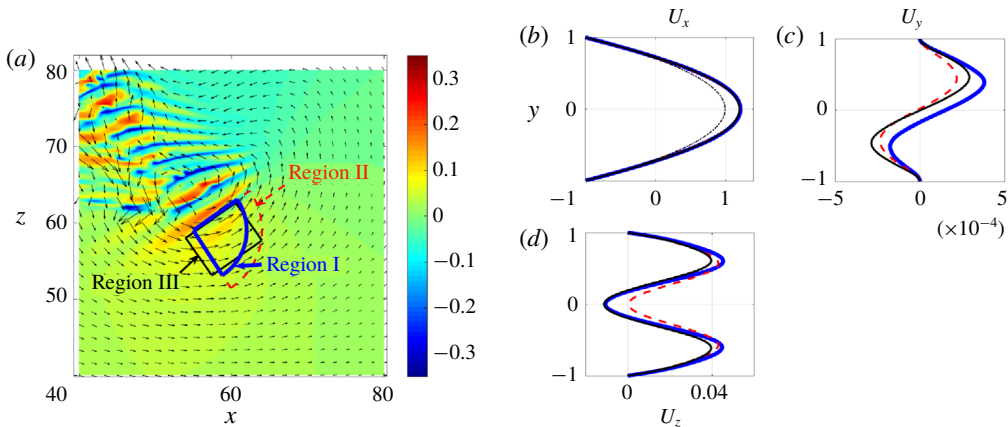 (a)
80
70
z
60
50
40
60
80
x
Region II
Region I
Region III
0.3
0.2
0.1
0
−0.1
−0.2
−0.3
(b)
U_x
1
y
0
−1
0
1
(c)
U_y
1
0
−1
−5
0
5
(×10⁻⁴)
(d)
1
0
−1
0
0.04
U_z